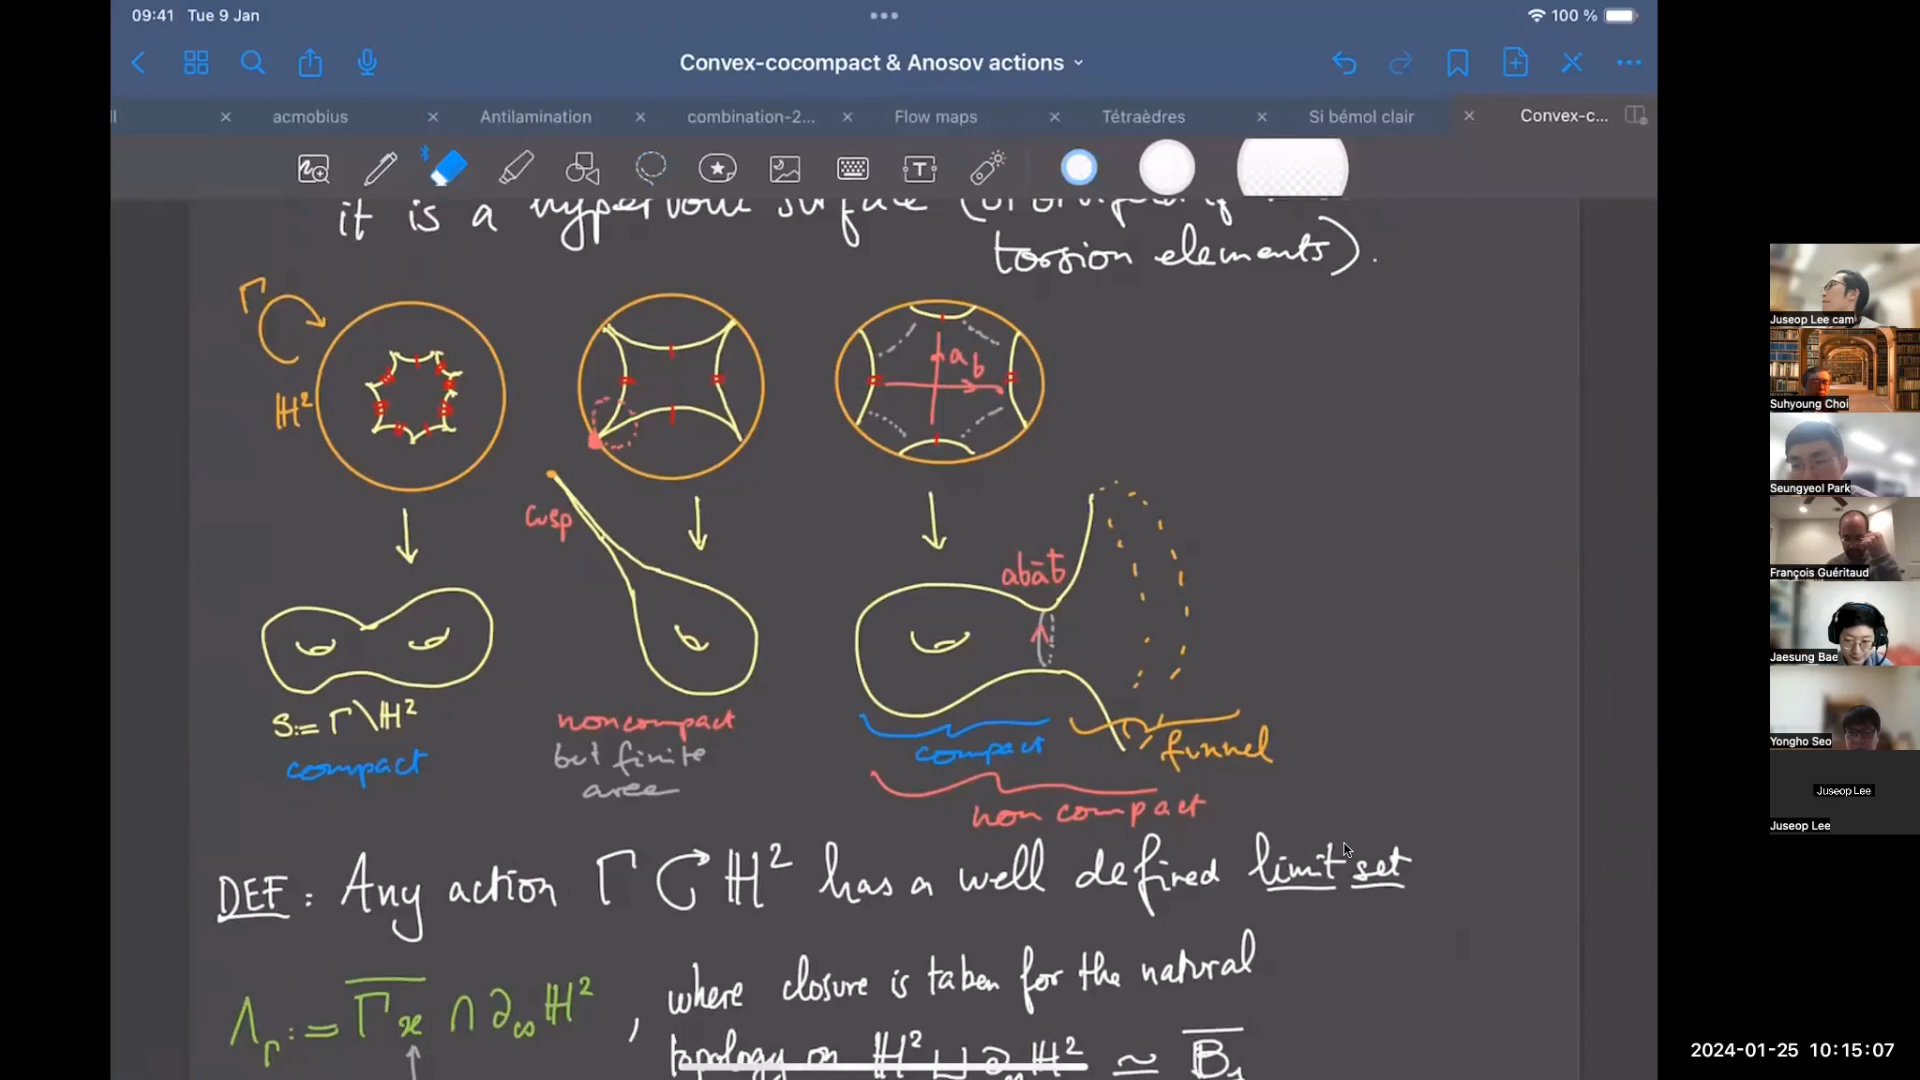 09:41 Tue 9 Jan
100 %
Convex-cocompact & Anosov actions
acmobius
Antilamination
combination-2...
Flow maps
Tétraèdres
Si bémol clair
Convex-c...
it is a surface
torsion elements).
Γ
ℍ²
a
b
cusp
abāb̄
S := Γ\ℍ²
compact
noncompact
but finite
area
compact
funnel
non compact
DEF : Any action Γ ↻ ℍ² has a well defined limit set
Λ_Γ := \overline{Γx} ∩ ∂∞ℍ² , where closure is taken for the natural
topology on ℍ² ⊔ ∂∞ℍ² ≃ \overline{B}₁
Juseop Lee cam
Suhyoung Choi
Seungyeol Park
François Guéritaud
Jaesung Bae
Yongho Seo
Juseop Lee
Juseop Lee
2024-01-25 10:15:07